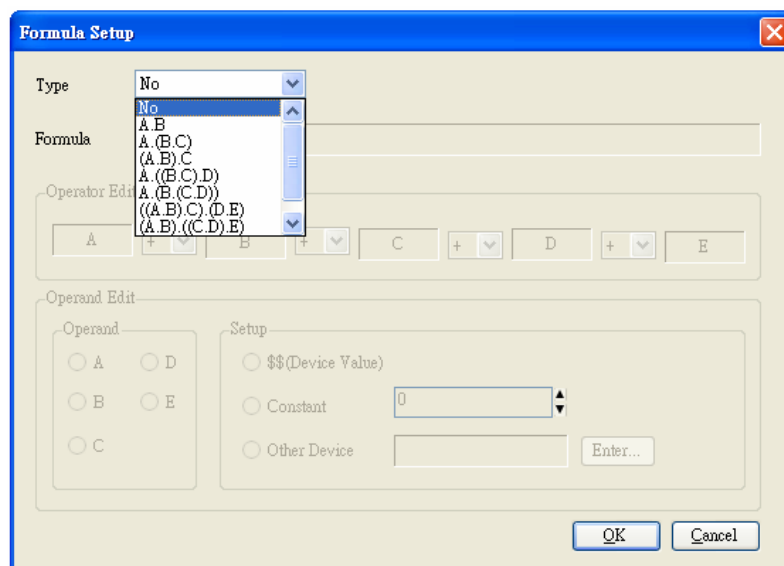 Formula Setup
Type No
No
A.B
A.(B.C)
(A.B).C
A.((B.C).D)
A.(B.(C.D))
((A.B).C).(D.E)
(A.B).((C.D).E)
Formula
Operator Edi
A + B + C + D + E
Operand Edit
Operand
A D
B E
C
Setup
$$(Device Value)
Constant 0
Other Device Enter...
OK Cancel